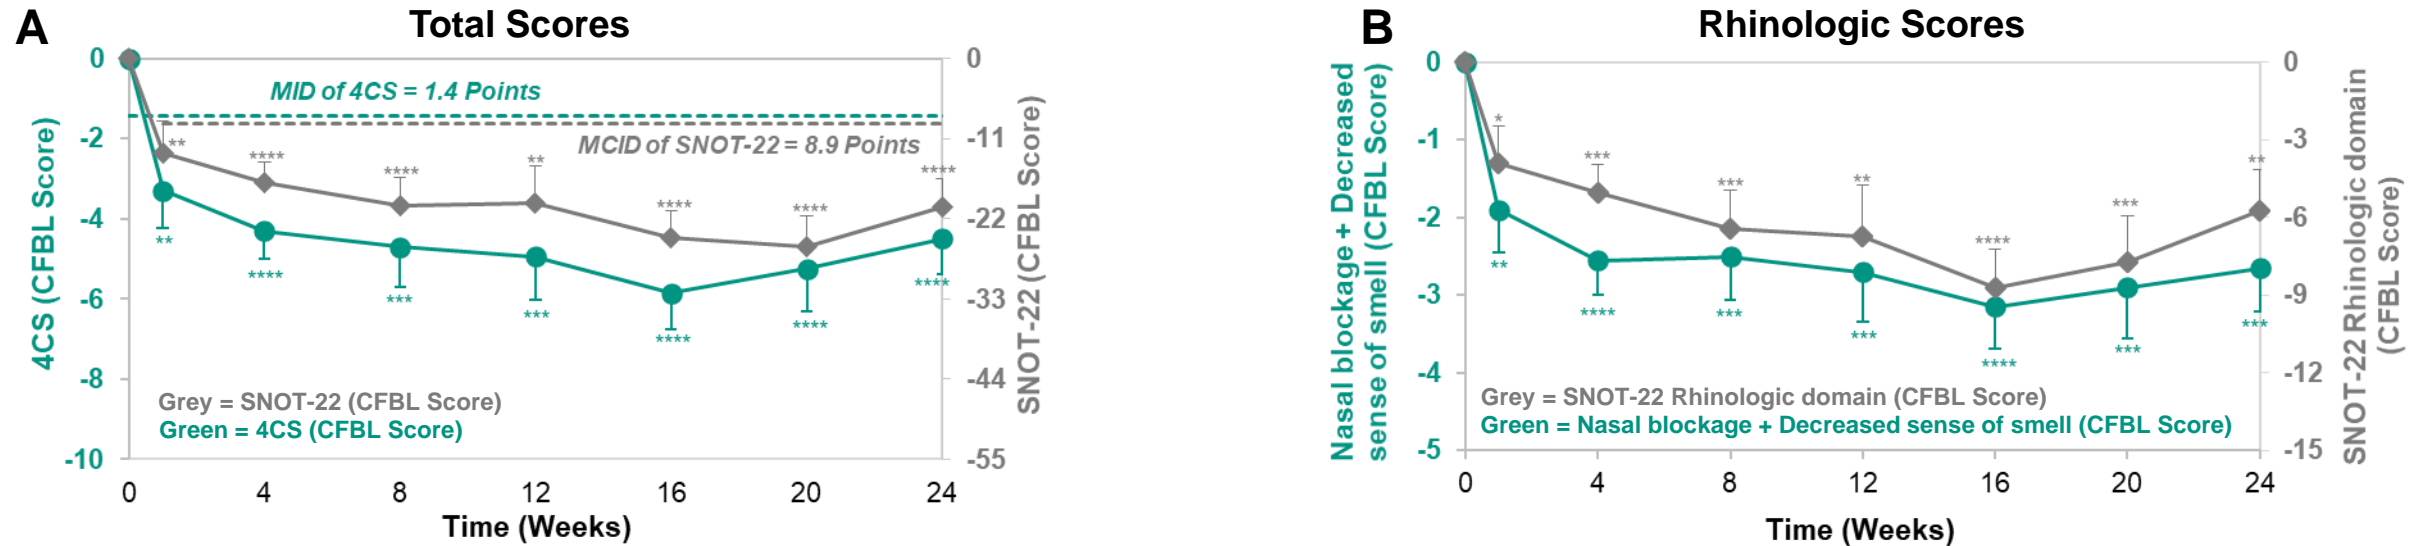 A
Total Scores
0
-2
-4
-6
-8
-10
4CS (CFBL Score)
MID of 4CS = 1.4 Points
MCID of SNOT-22 = 8.9 Points
**
****
****
**
****
****
****
**
****
***
***
****
****
****
Grey = SNOT-22 (CFBL Score)
Green = 4CS (CFBL Score)
0
-11
-22
-33
-44
-55
SNOT-22 (CFBL Score)
0 4 8 12 16 20 24
Time (Weeks)
B
Rhinologic Scores
0
-1
-2
-3
-4
-5
Nasal blockage + Decreased
sense of smell (CFBL Score)
*
***
***
**
****
***
**
**
****
***
***
****
***
***
Grey = SNOT-22 Rhinologic domain (CFBL Score)
Green = Nasal blockage + Decreased sense of smell (CFBL Score)
0
-3
-6
-9
-12
-15
SNOT-22 Rhinologic domain
(CFBL Score)
0 4 8 12 16 20 24
Time (Weeks)